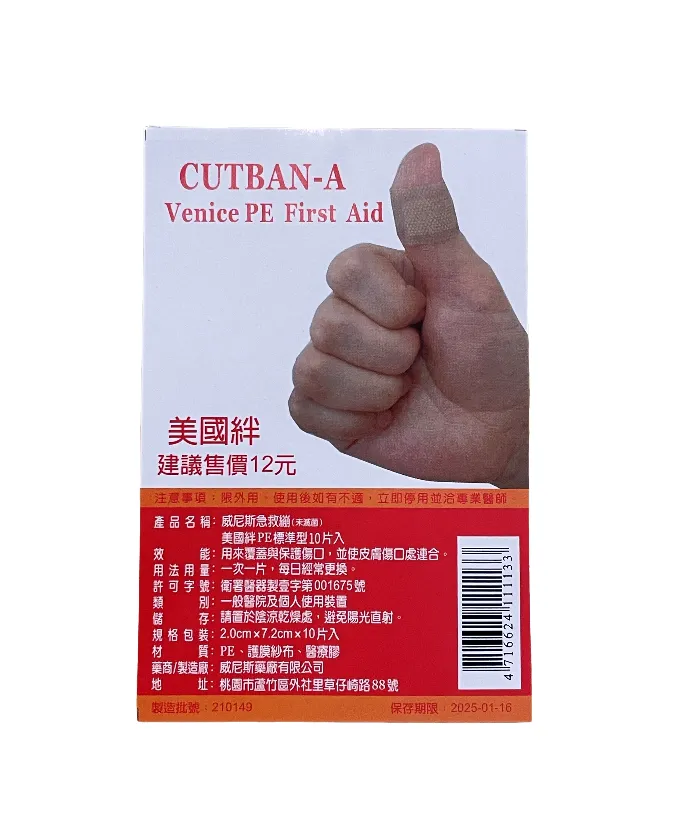 CUTBAN-A
Venice PE First Aid
美國絆
建議售價12元
注意事項：限外用。使用後如有不適，立即停用並洽專業醫師。
產品名稱：威尼斯急救繃(未滅菌)
美國絆PE標準型10片入
效能：用來覆蓋與保護傷口，並使皮膚傷口處連合。
用法用量：一次一片，每日經常更換。
許可字號：衛署醫器製壹字第001675號
類別：一般醫院及個人使用裝置
儲存：請置於陰涼乾燥處，避免陽光直射。
規格包裝：2.0cm×7.2cm×10片入
材質：PE、護膜紗布、醫療膠
藥商/製造廠：威尼斯藥廠有限公司
地址：桃園市蘆竹區外社里草仔崎路88號
製造批號：210149
保存期限：2025-01-16
4716624111133